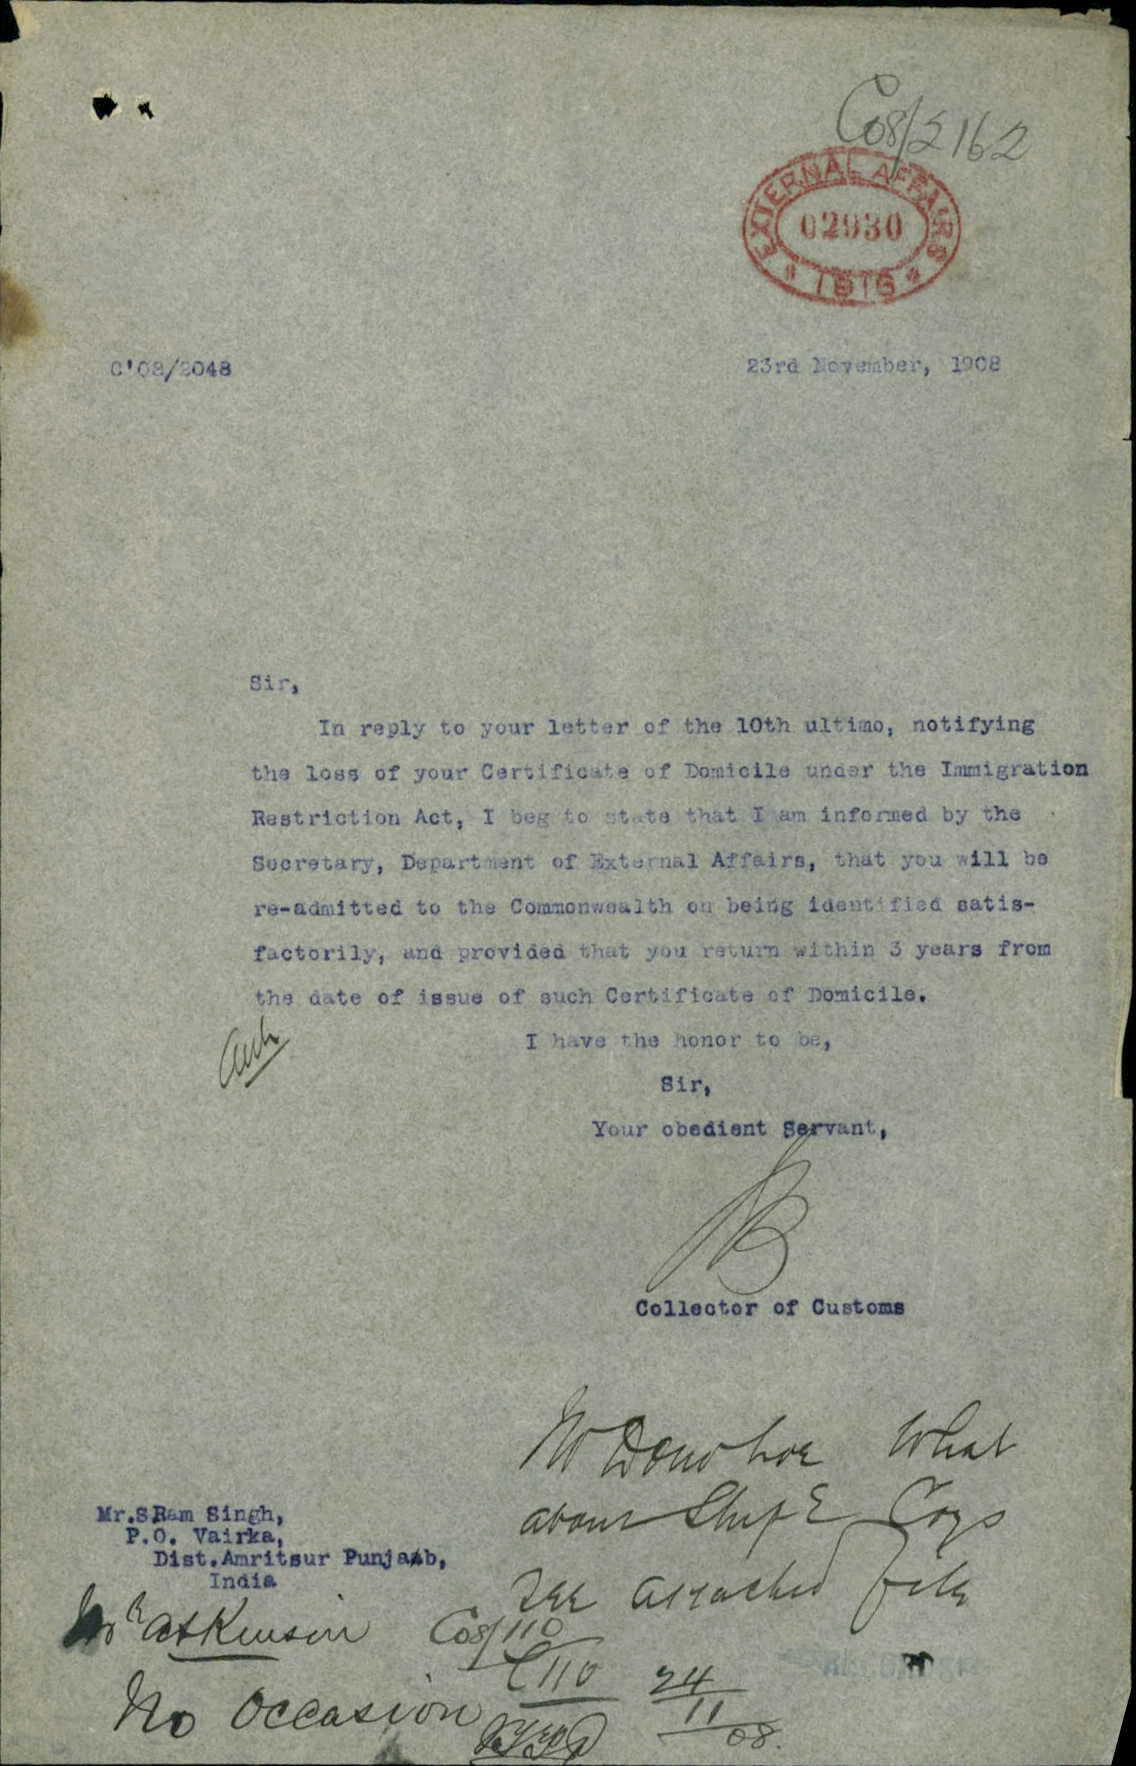 C08/2162
EXTERNAL AFFAIRS
02930
C'08/2048
23rd November, 1908
Sir,
In reply to your letter of the 10th ultimo, notifying
the loss of your Certificate of Domicile under the Immigration
Restriction Act, I beg to state that I am informed by the
Secretary, Department of External Affairs, that you will be
re-admitted to the Commonwealth on being identified satis-
factorily, and provided that you return within 3 years from
the date of issue of such Certificate of Domicile.
I have the honor to be,
Sir,
Your obedient Servant,
Collector of Customs
Mr Donohoe What
about Ship & Coys
See attached file
Mr.S.Ram Singh,
P.O. Vairka,
Dist.Amritsur Punjab,
India
Mr Atkinson C08/110
C110 24
No Occasion 11
08.